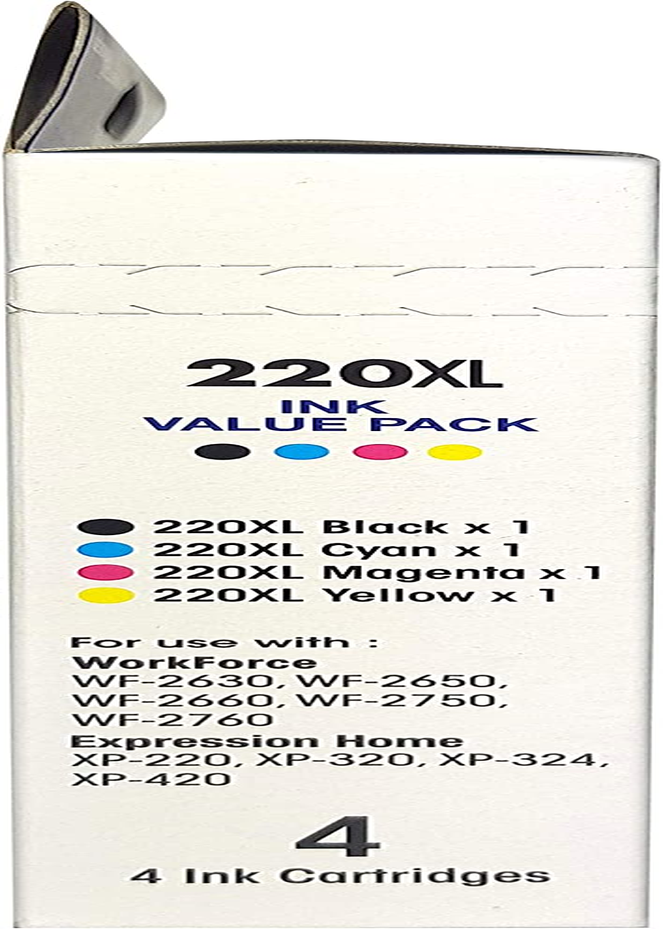 220XL
INK
VALUE PACK
220XL Black x 1
220XL Cyan x 1
220XL Magenta x 1
220XL Yellow x 1
For use with :
WorkForce
WF-2630, WF-2650,
WF-2660, WF-2750,
WF-2760
Expression Home
XP-220, XP-320, XP-324,
XP-420
4
4 Ink Cartridges